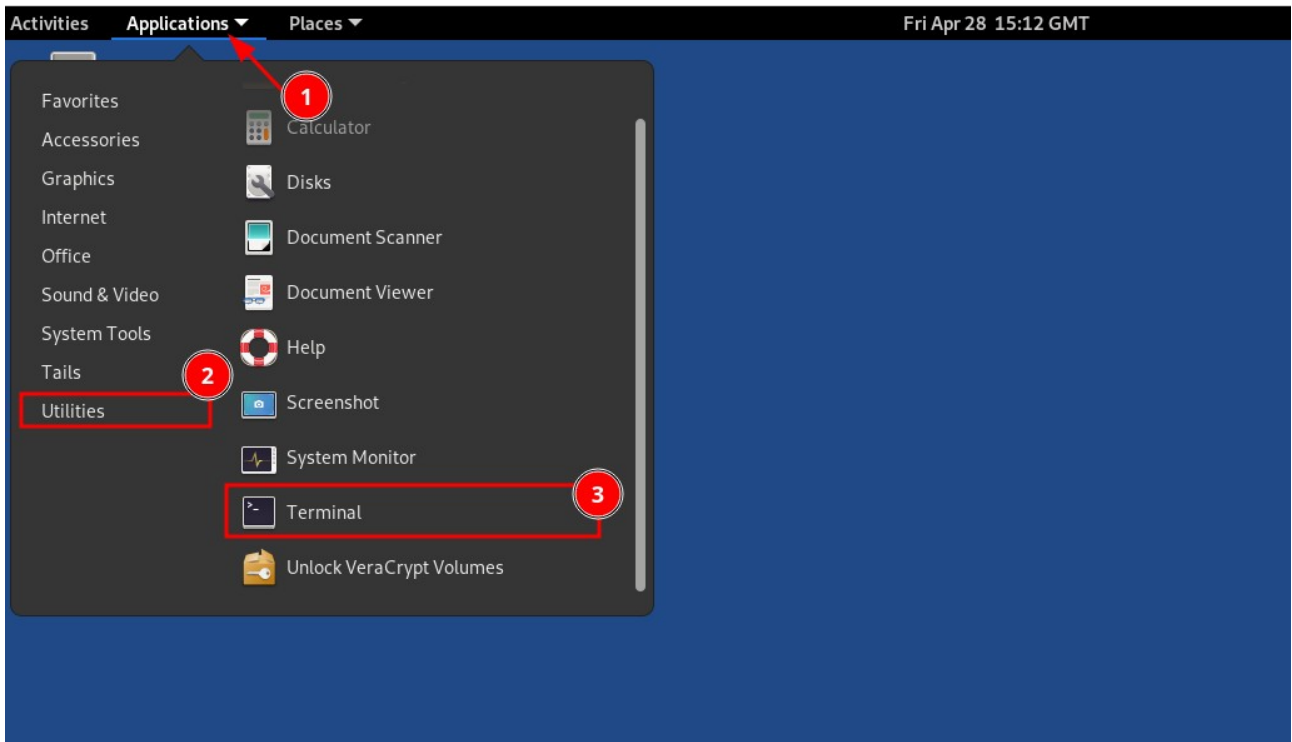 Activities Applications Places Fri Apr 28 15:12 GMT
1
Favorites
Accessories
Graphics
Internet
Office
Sound & Video
System Tools
Tails
2
Utilities
Calculator
Disks
Document Scanner
Document Viewer
Help
Screenshot
System Monitor
3
Terminal
Unlock VeraCrypt Volumes